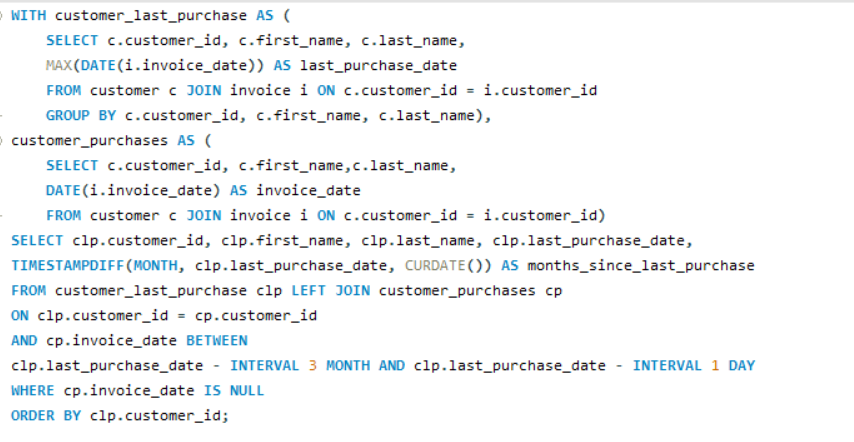 WITH customer_last_purchase AS (
SELECT c.customer_id, c.first_name, c.last_name,
MAX(DATE(i.invoice_date)) AS last_purchase_date
FROM customer c JOIN invoice i ON c.customer_id = i.customer_id
GROUP BY c.customer_id, c.first_name, c.last_name),
customer_purchases AS (
SELECT c.customer_id, c.first_name,c.last_name,
DATE(i.invoice_date) AS invoice_date
FROM customer c JOIN invoice i ON c.customer_id = i.customer_id)
SELECT clp.customer_id, clp.first_name, clp.last_name, clp.last_purchase_date,
TIMESTAMPDIFF(MONTH, clp.last_purchase_date, CURDATE()) AS months_since_last_purchase
FROM customer_last_purchase clp LEFT JOIN customer_purchases cp
ON clp.customer_id = cp.customer_id
AND cp.invoice_date BETWEEN
clp.last_purchase_date - INTERVAL 3 MONTH AND clp.last_purchase_date - INTERVAL 1 DAY
WHERE cp.invoice_date IS NULL
ORDER BY clp.customer_id;